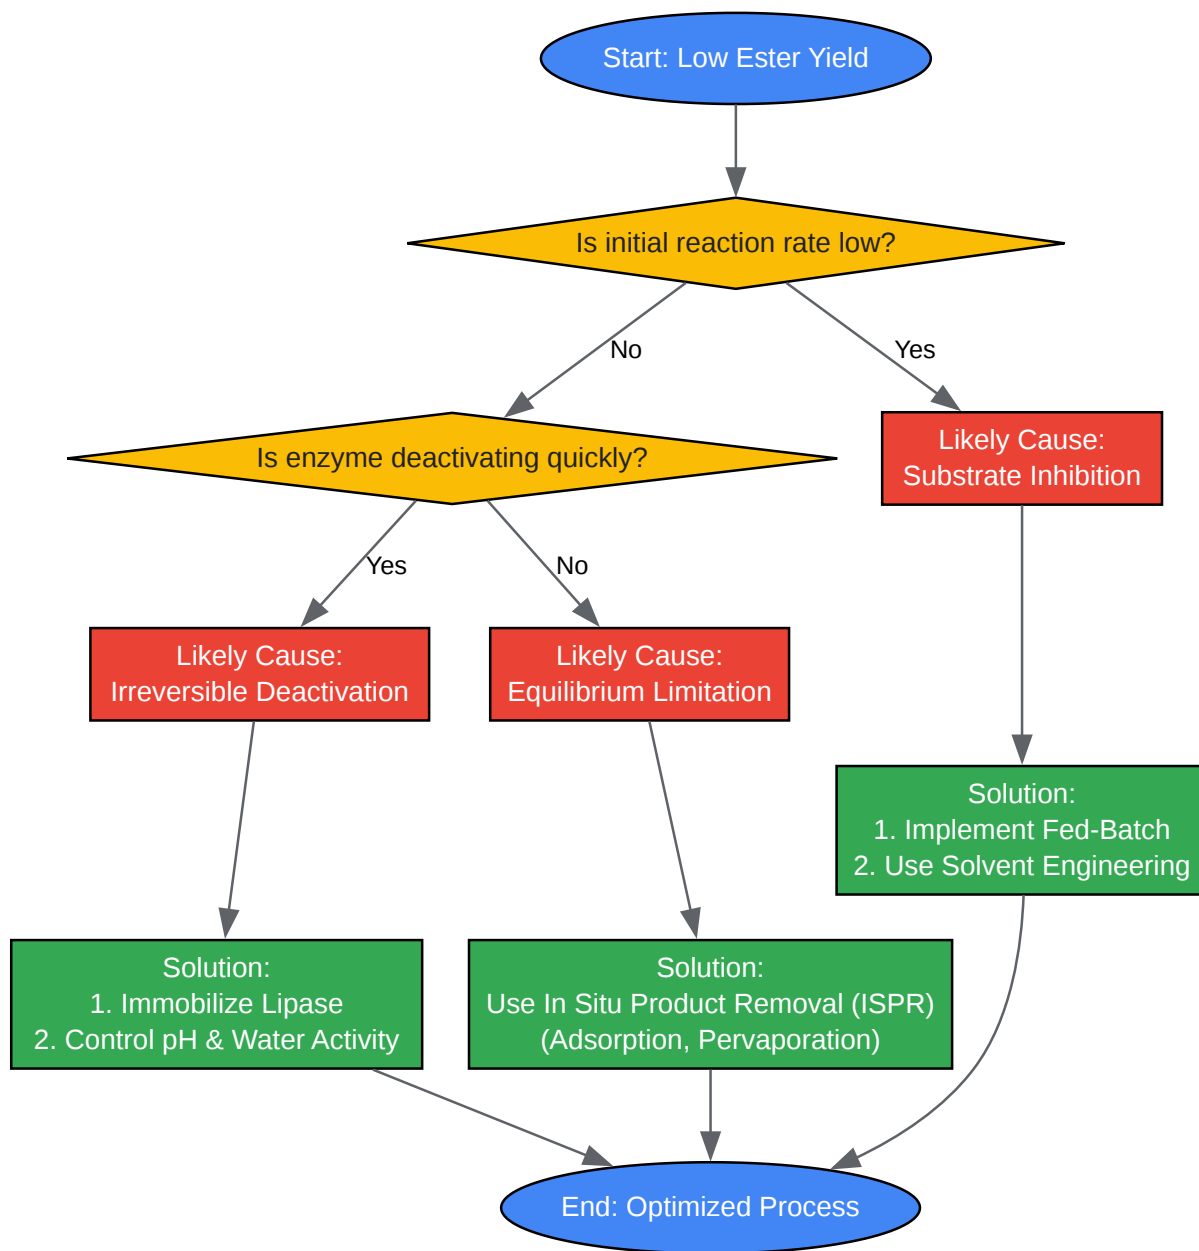 Start: Low Ester Yield
Is initial reaction rate low?
No
Yes
Is enzyme deactivating quickly?
Likely Cause:
Substrate Inhibition
Yes
No
Likely Cause:
Irreversible Deactivation
Likely Cause:
Equilibrium Limitation
Solution:
1. Implement Fed-Batch
2. Use Solvent Engineering
Solution:
1. Immobilize Lipase
2. Control pH & Water Activity
Solution:
Use In Situ Product Removal (ISPR)
(Adsorption, Pervaporation)
End: Optimized Process